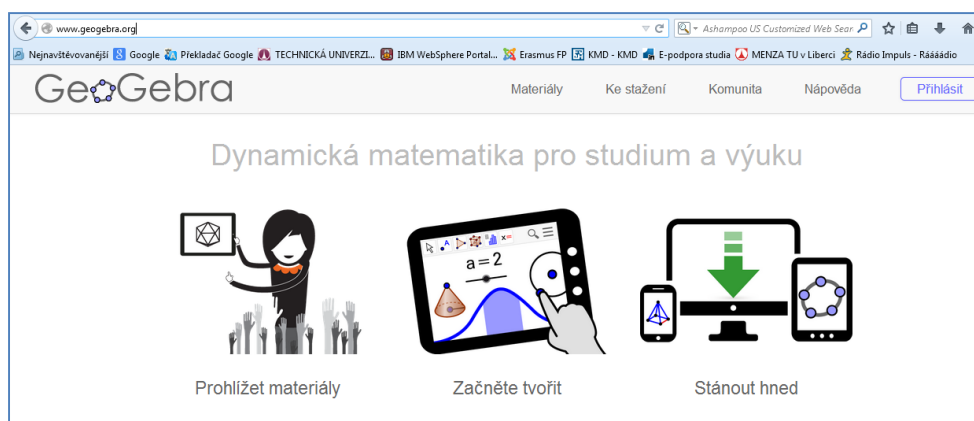 www.geogebra.org
Ashampoo US Customized Web Sear
Nejnavštěvovanější Google Překladač Google TECHNICKÁ UNIVERZI... IBM WebSphere Portal... Erasmus FP KMD - KMD E-podpora studia MENZA TU v Liberci Rádio Impuls - Ráááádio
GeoGebra Materiály Ke stažení Komunita Nápověda Přihlásit
Dynamická matematika pro studium a výuku
a=2
Prohlížet materiály Začněte tvořit Stánout hned